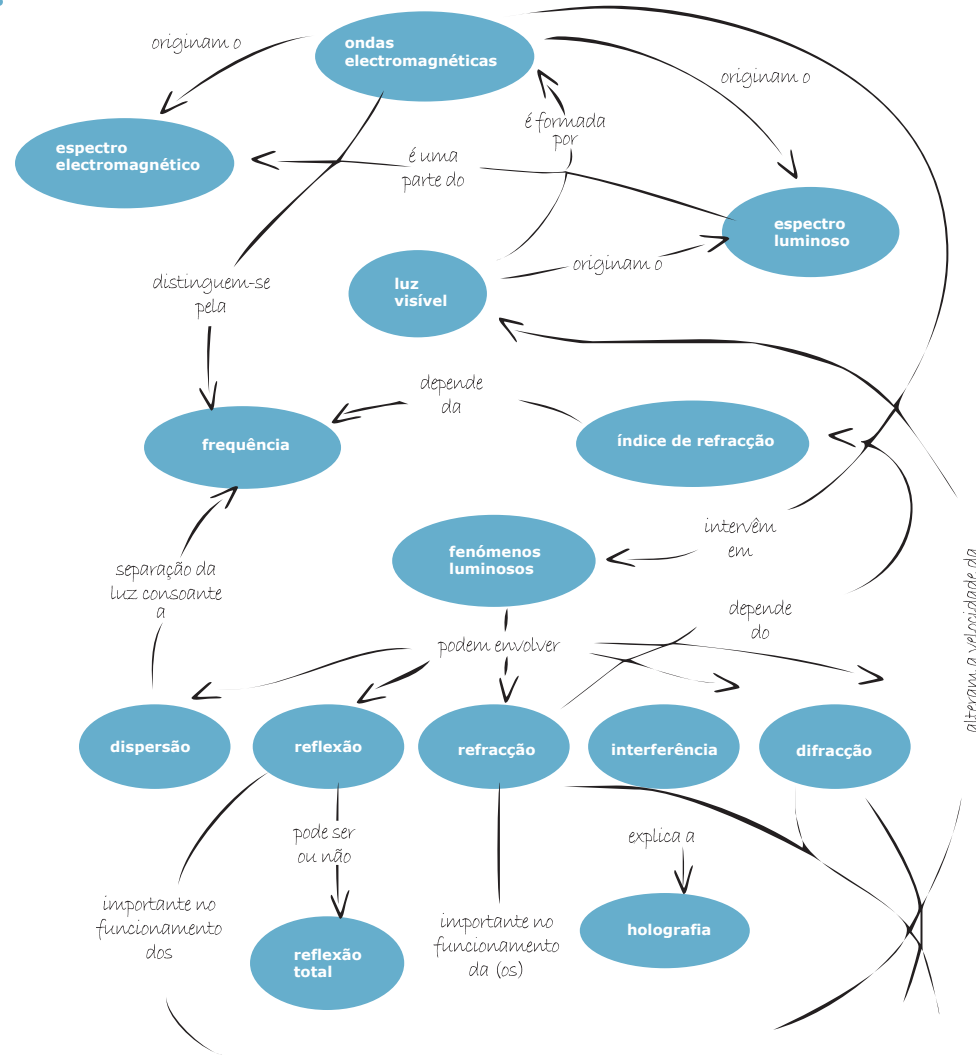 originam o
ondas
electromagnéticas
originam o
é formada
por
espectro
electromagnético
é uma
parte do
espectro
luminoso
originam o
distinguem-se
pela
luz
visível
depende
da
frequência
índice de refracção
intervêm
em
fenómenos
luminosos
separação da
luz consoante
a
depende
do
podem envolver
alteram a velocidade da
dispersão
reflexão
refracção
interferência
difracção
pode ser
ou não
explica a
importante no
funcionamento
dos
importante no
funcionamento
da (os)
reflexão
total
holografia